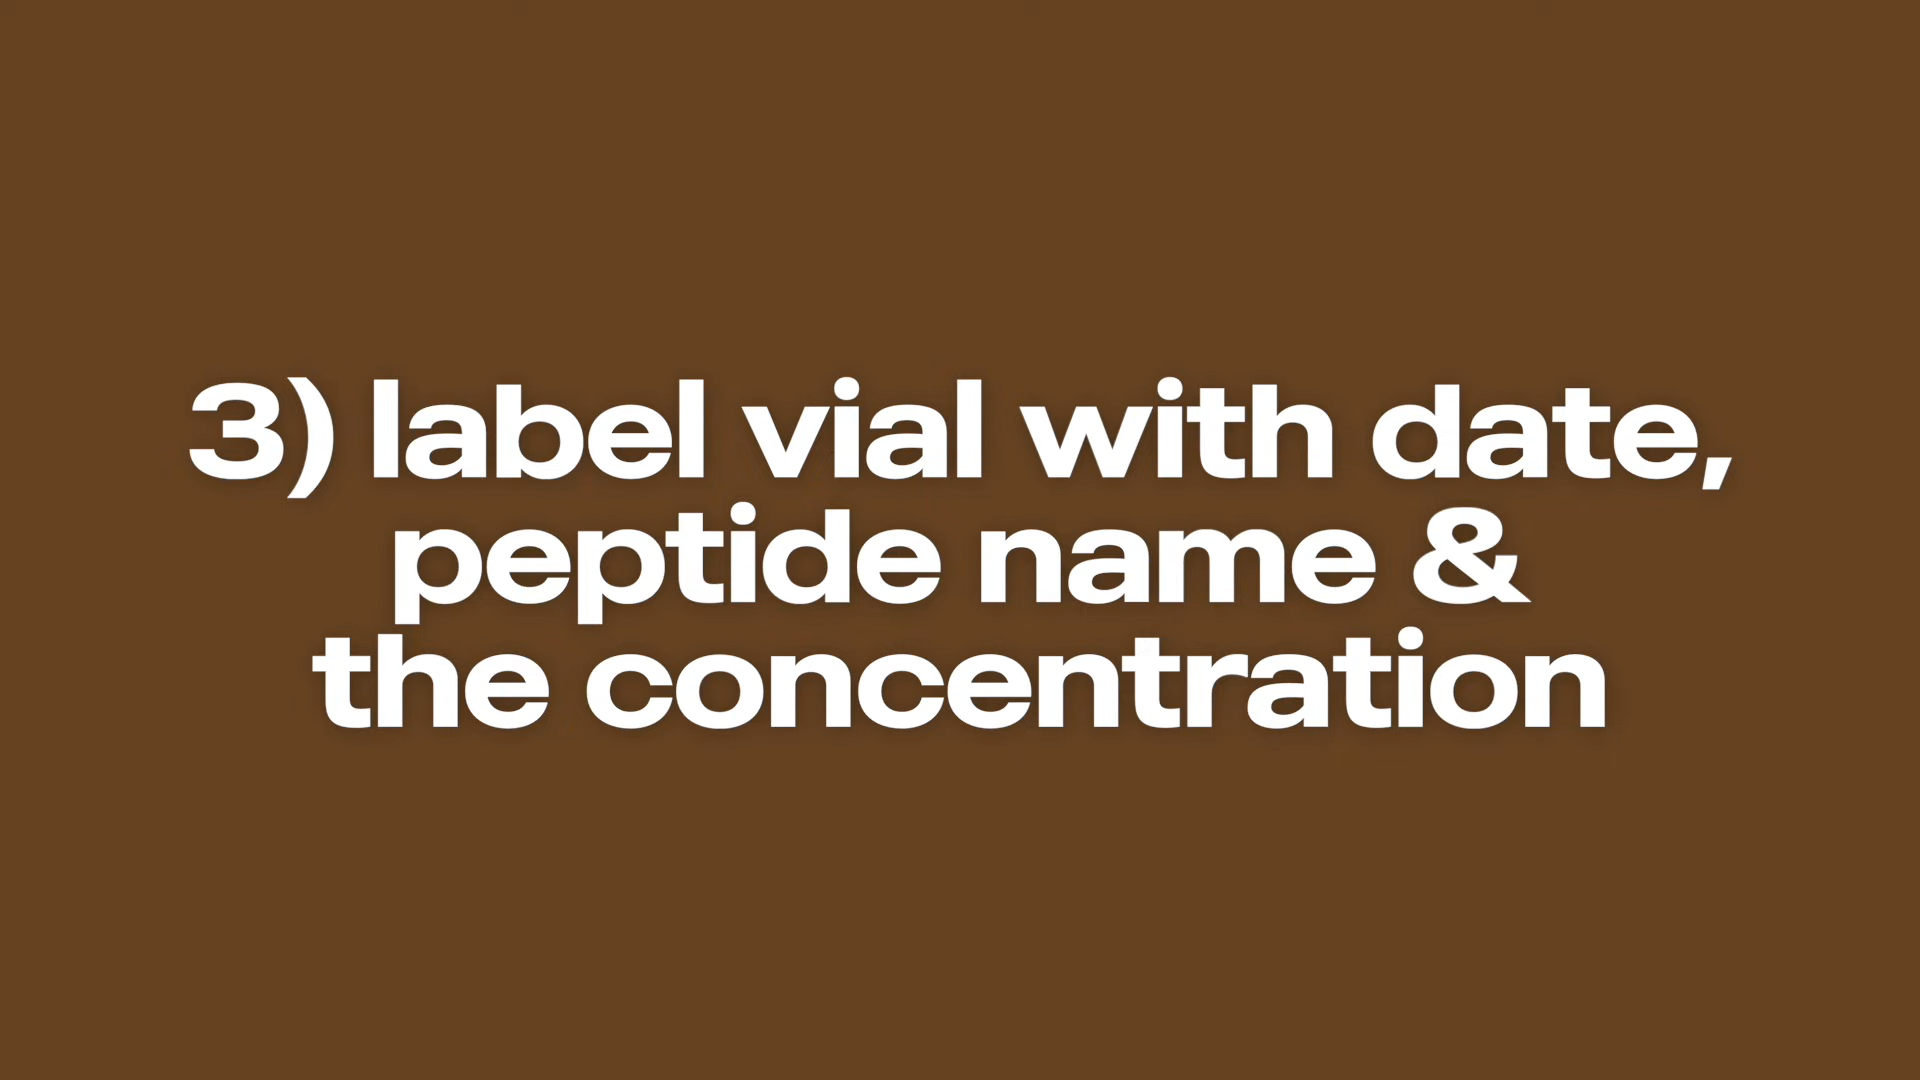 3) label vial with date,
peptide name &
the concentration